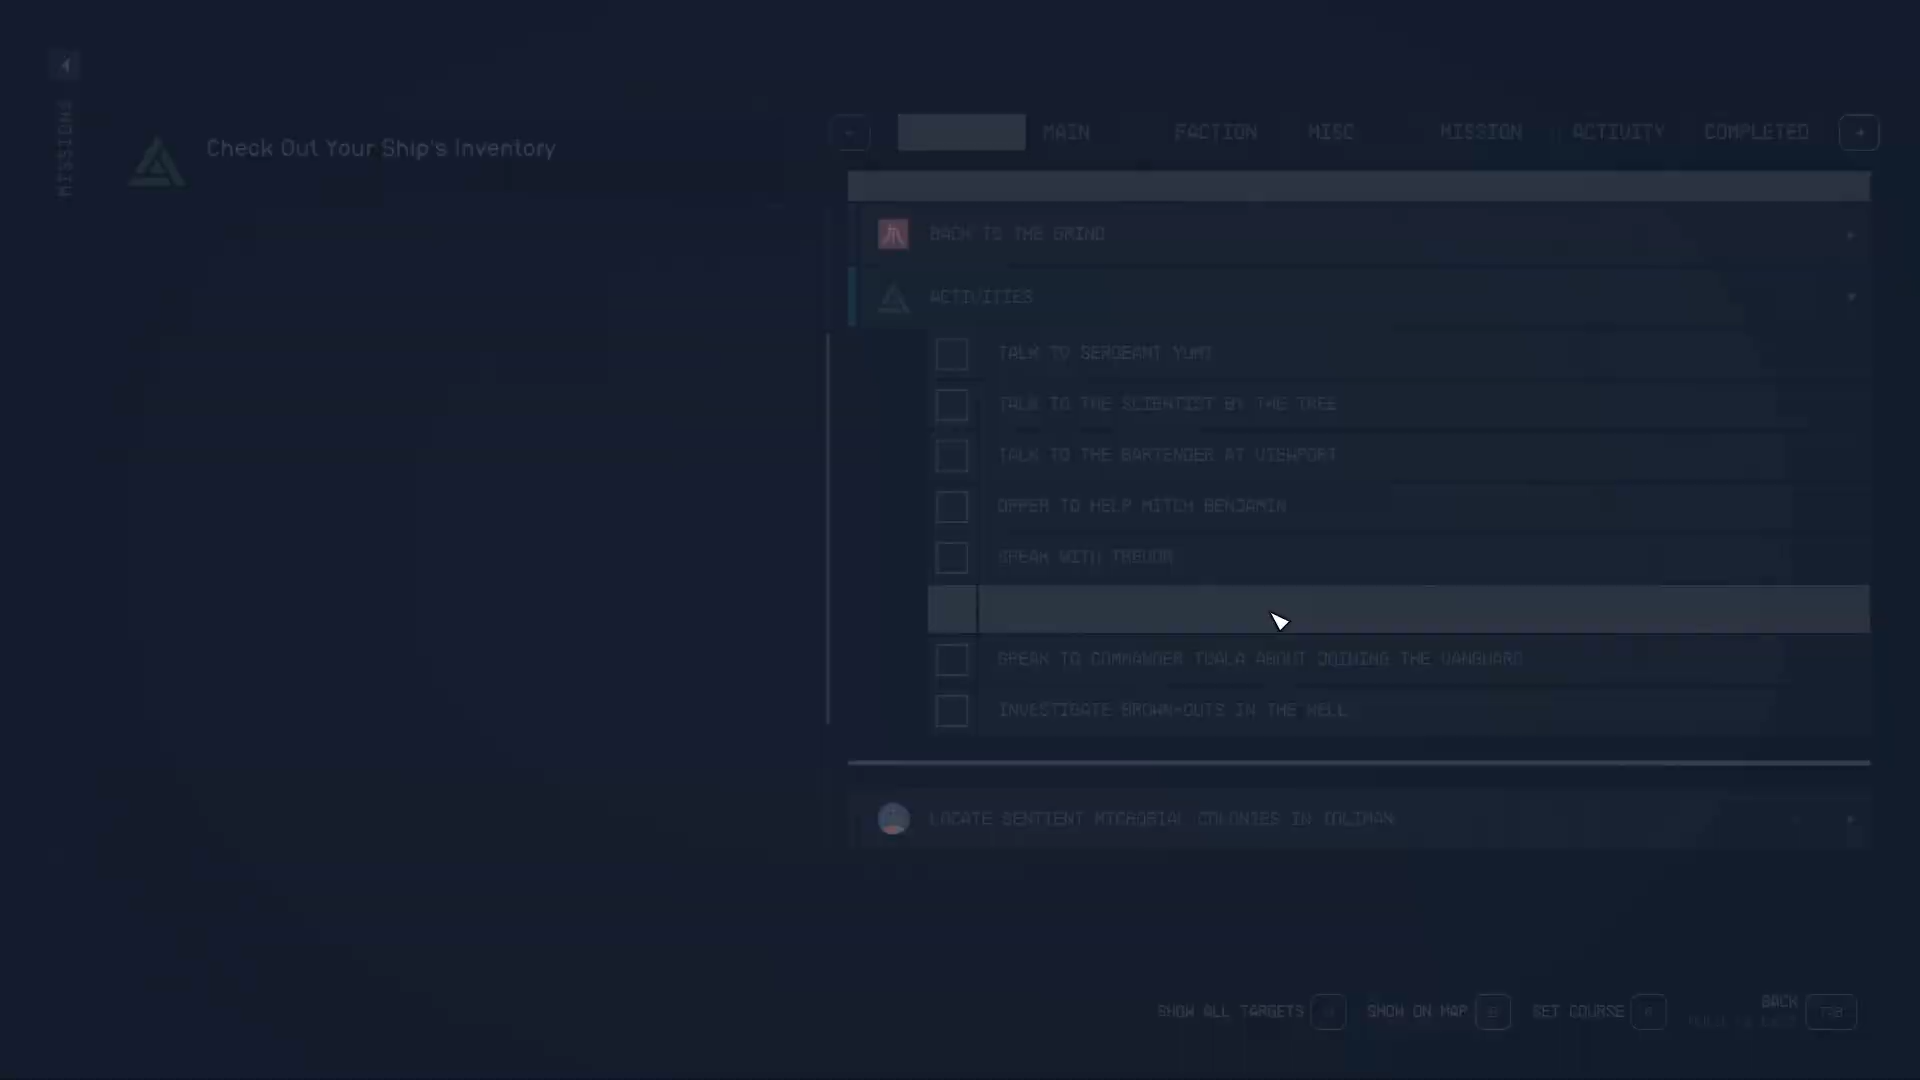 MISSIONS
Check Out Your Ship's Inventory
MAIN FACTION MISC MISSION ACTIVITY COMPLETED
BACK TO THE GRIND
ACTIVITIES
TALK TO SERGEANT YUMI
TALK TO THE SCIENTIST BY THE TREE
TALK TO THE BARTENDER AT VIEWPORT
OFFER TO HELP MITCH BENJAMIN
SPEAK WITH TREVOR
SPEAK TO COMMANDER TUALA ABOUT JOINING THE VANGUARD
INVESTIGATE BROWN-OUTS IN THE WELL
LOCATE SENTIENT MICROBIAL COLONIES IN
SHOW ALL TARGETS SHOW ON MAP SET COURSE R BACK TAB